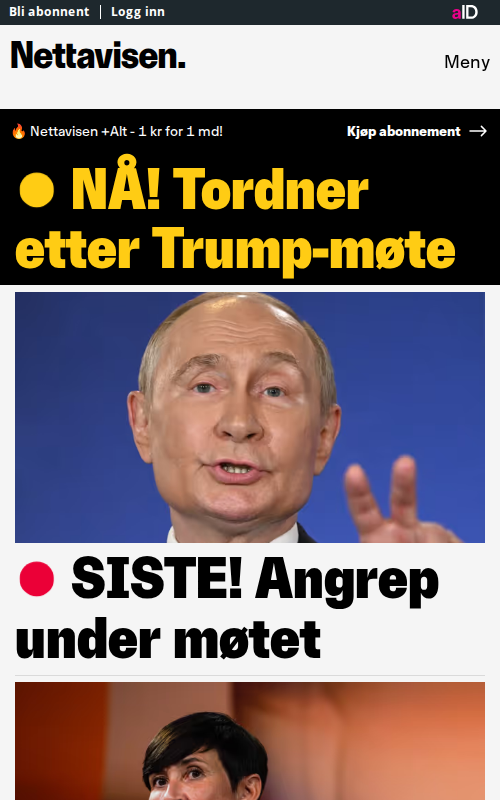 Bli abonnent | Logg inn
aID
Nettavisen.
Meny
🔥 Nettavisen +Alt - 1 kr for 1 md!
Kjøp abonnement →
NÅ! Tordner
etter Trump-møte
SISTE! Angrep
under møtet